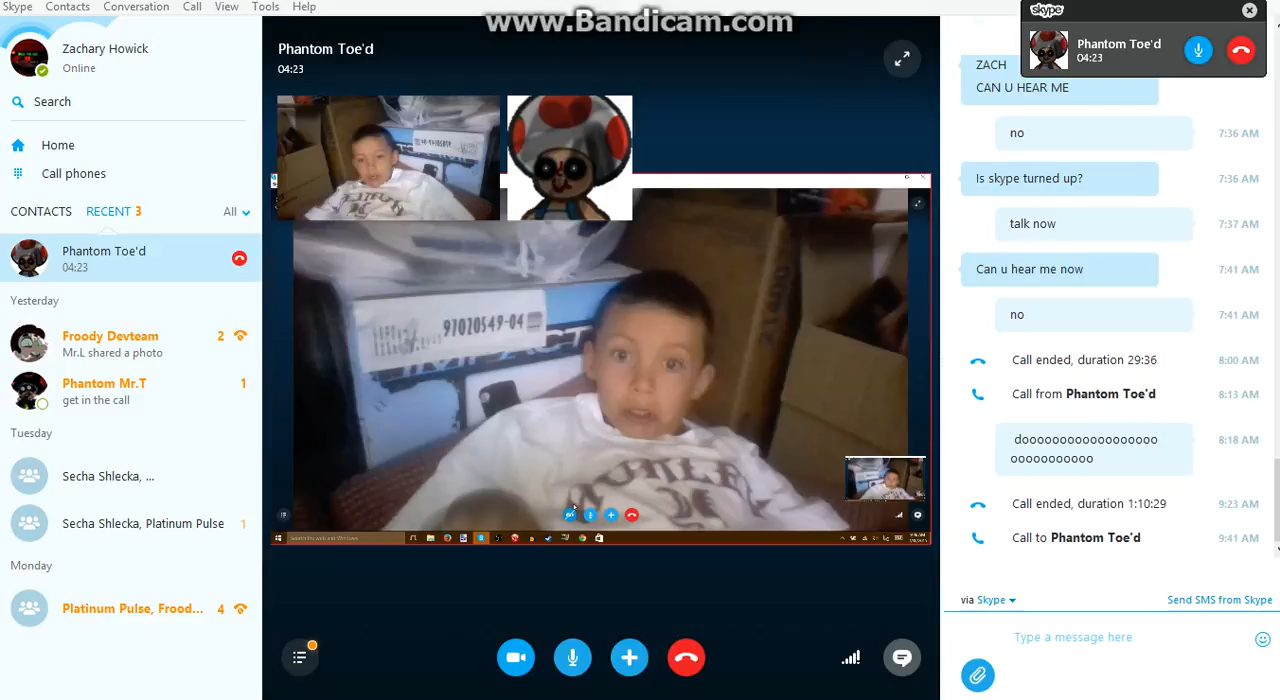 www.Bandicam.com
Skype Contacts Conversation Call View Tools Help
Zachary Howick
Online
Search
Home
Call phones
CONTACTS RECENT 3 All
Phantom Toe'd
04:23
Yesterday
Froody Devteam 2
Mr.L shared a photo
Phantom Mr.T 1
get in the call
Tuesday
Secha Shlecka, ...
Secha Shlecka, Platinum Pulse 1
Monday
Platinum Pulse, Frood... 4
Phantom Toe'd
04:23
97020549-04
skype
Phantom Toe'd
04:23
ZACH
CAN U HEAR ME
no 7:36 AM
Is skype turned up? 7:36 AM
talk now 7:37 AM
Can u hear me now 7:41 AM
no 7:41 AM
Call ended, duration 29:36 8:00 AM
Call from Phantom Toe'd 8:13 AM
doooooooooooooooooo 8:18 AM
ooooooooooo
Call ended, duration 1:10:29 9:23 AM
Call to Phantom Toe'd 9:41 AM
via Skype Send SMS from Skype
Type a message here